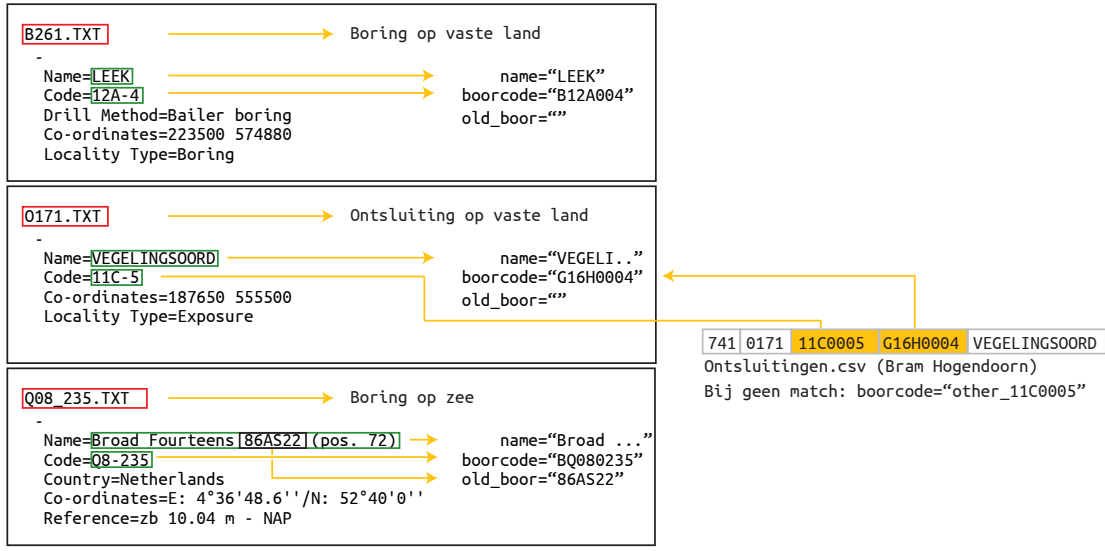 B261.TXT Boring op vaste land
-
Name=LEEK name=“LEEK”
Code=12A-4 boorcode=“B12A004”
Drill Method=Bailer boring old_boor=“”
Co-ordinates=223500 574880
Locality Type=Boring
O171.TXT Ontsluiting op vaste land
-
Name=VEGELINGSOORD name=“VEGELI..”
Code=11C-5 boorcode=“G16H0004”
Co-ordinates=187650 555500 old_boor=“”
Locality Type=Exposure
741 0171 11C0005 G16H0004 VEGELINGSOORD
Ontsluitingen.csv (Bram Hogendoorn)
Bij geen match: boorcode=“other_11C0005”
Q08_235.TXT Boring op zee
-
Name=Broad Fourteens 86AS22 (pos. 72) name=“Broad ...”
Code=Q8-235 boorcode=“BQ080235”
Country=Netherlands old_boor=“86AS22”
Co-ordinates=E: 4°36'48.6''/N: 52°40'0''
Reference=zb 10.04 m - NAP